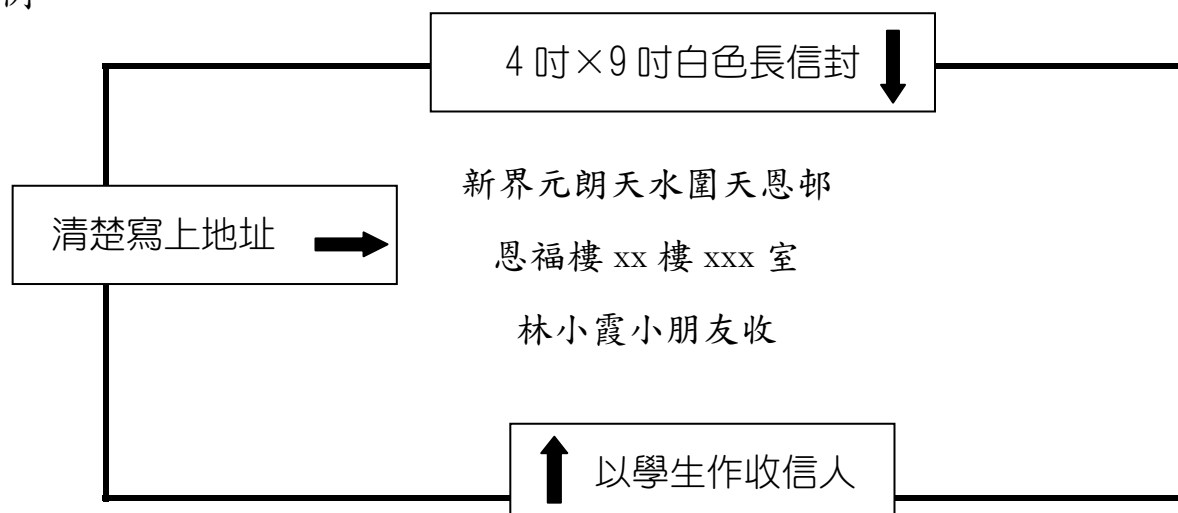 例
4吋×9吋白色長信封
新界元朗天水圍天恩邨
清楚寫上地址
恩福樓 xx 樓 xxx 室
林小霞小朋友收
以學生作收信人